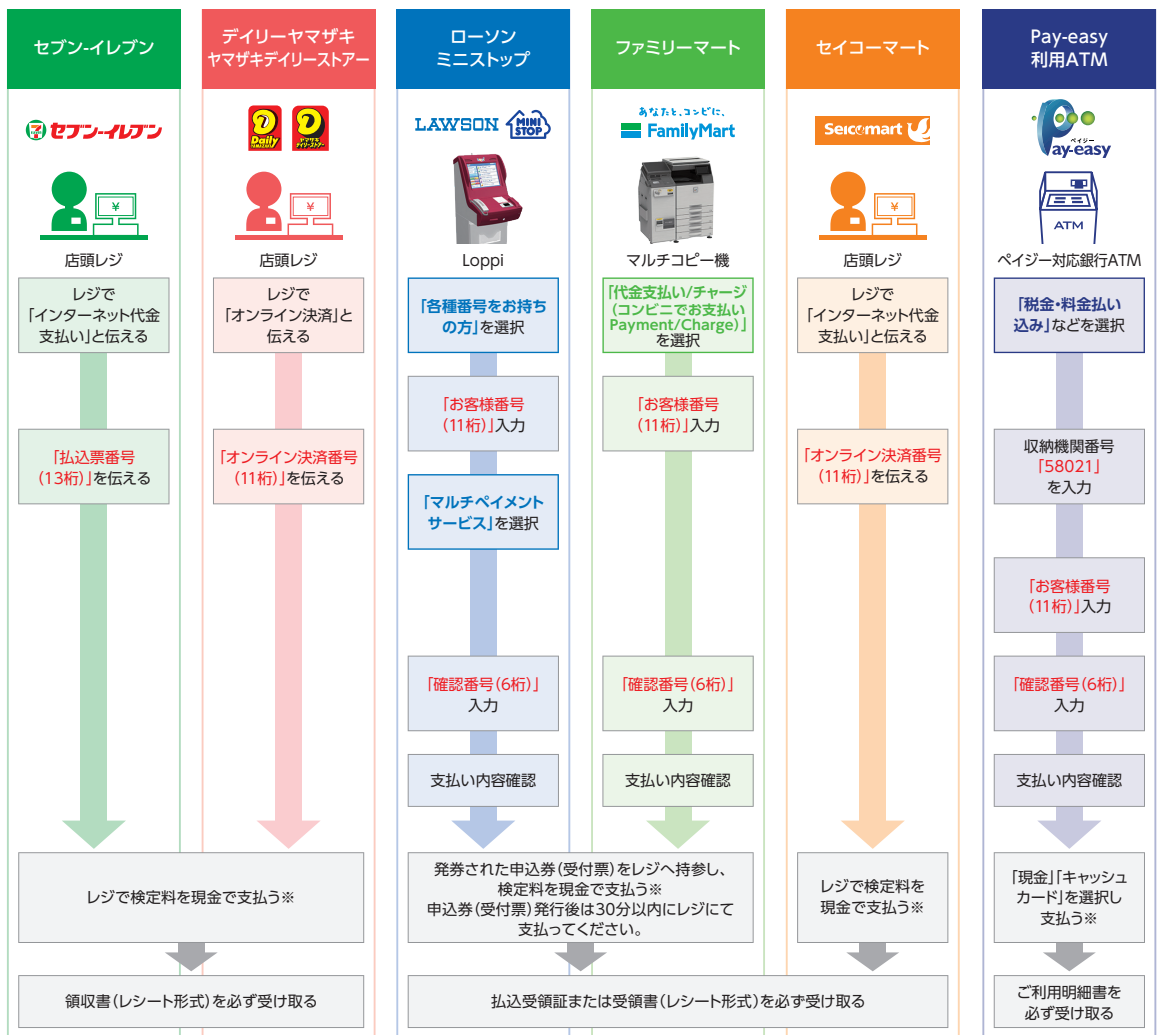 セブン-イレブン
デイリーヤマザキ
ヤマザキデイリーストアー
ローソン
ミニストップ
ファミリーマート
セイコーマート
Pay-easy
利用ATM
セブン-イレブン
Daily
YAMAZAKI
ヤマザキ
デイリーストアー
LAWSON
MINI
STOP
あなたと、コンビに、
FamilyMart
Seicomart
ペイジー
Pay-easy
¥
¥
¥
ATM
店頭レジ
店頭レジ
Loppi
マルチコピー機
店頭レジ
ペイジー対応銀行ATM
レジで
「インターネット代金
支払い」と伝える
レジで
「オンライン決済」と
伝える
「各種番号をお持ち
の方」を選択
「代金支払い/チャージ
(コンビニでお支払い
Payment/Charge)」
を選択
レジで
「インターネット代金
支払い」と伝える
「税金・料金払い
込み」などを選択
「お客様番号
(11桁)」入力
「お客様番号
(11桁)」入力
「払込票番号
(13桁)」を伝える
「オンライン決済番号
(11桁)」を伝える
「マルチペイメント
サービス」を選択
「オンライン決済番号
(11桁)」を伝える
収納機関番号
「58021」
を入力
「お客様番号
(11桁)」入力
「確認番号(6桁)」
入力
「確認番号(6桁)」
入力
「確認番号(6桁)」
入力
支払い内容確認
支払い内容確認
支払い内容確認
レジで検定料を現金で支払う※
発券された申込券(受付票)をレジへ持参し、
検定料を現金で支払う※
申込券(受付票)発行後は30分以内にレジにて
支払ってください。
レジで検定料を
現金で支払う※
「現金」「キャッシュ
カード」を選択し
支払う※
領収書(レシート形式)を必ず受け取る
払込受領証または受領書(レシート形式)を必ず受け取る
ご利用明細書を
必ず受け取る